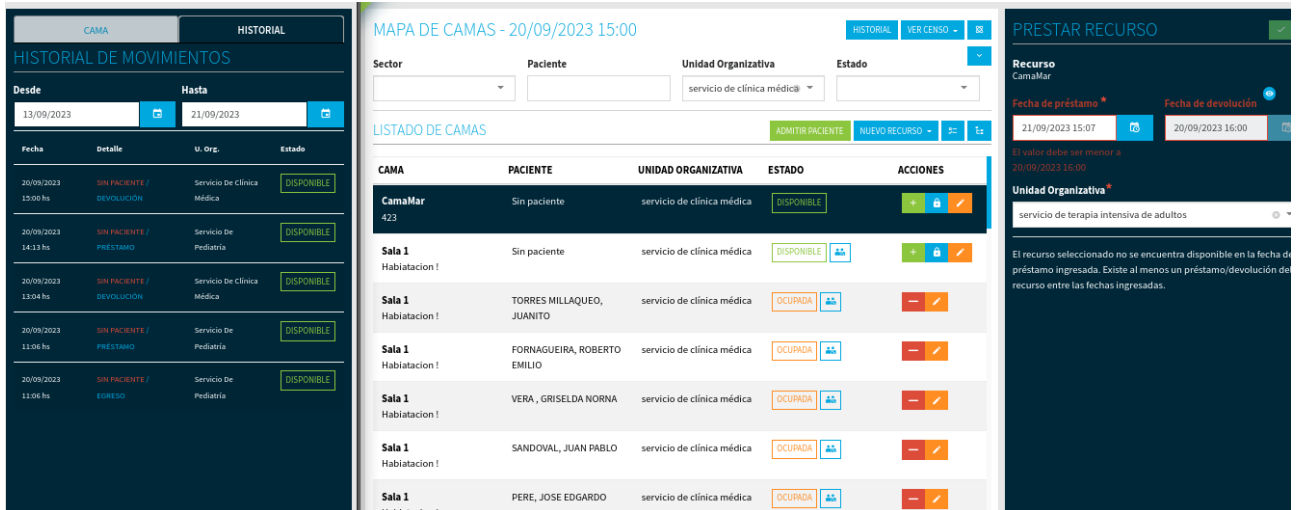 CAMA
HISTORIAL
HISTORIAL DE MOVIMIENTOS
Desde Hasta
13/09/2023 21/09/2023
Fecha Detalle U. Org. Estado
20/09/2023 SIN PACIENTE / Servicio De Clínica DISPONIBLE
15:00 hs DEVOLUCIÓN Médica
20/09/2023 SIN PACIENTE / Servicio De DISPONIBLE
14:13 hs PRÉSTAMO Pediatría
20/09/2023 SIN PACIENTE / Servicio De Clínica DISPONIBLE
13:04 hs DEVOLUCIÓN Médica
20/09/2023 SIN PACIENTE / Servicio De DISPONIBLE
11:06 hs PRÉSTAMO Pediatría
20/09/2023 SIN PACIENTE / Servicio De DISPONIBLE
11:06 hs EGRESO Pediatría
MAPA DE CAMAS - 20/09/2023 15:00
HISTORIAL VER CENSO
Sector Paciente Unidad Organizativa Estado
servicio de clínica médica
LISTADO DE CAMAS
ADMITIR PACIENTE NUEVO RECURSO
CAMA PACIENTE UNIDAD ORGANIZATIVA ESTADO ACCIONES
CamaMar Sin paciente servicio de clínica médica DISPONIBLE
423
Sala 1 Sin paciente servicio de clínica médica DISPONIBLE
Habiatacion !
Sala 1 TORRES MILLAQUEO, servicio de clínica médica OCUPADA
Habiatacion ! JUANITO
Sala 1 FORNAGUEIRA, ROBERTO servicio de clínica médica OCUPADA
Habiatacion ! EMILIO
Sala 1 VERA , GRISELDA NORNA servicio de clínica médica OCUPADA
Habiatacion !
Sala 1 SANDOVAL, JUAN PABLO servicio de clínica médica OCUPADA
Habiatacion !
Sala 1 PERE, JOSE EDGARDO servicio de clínica médica OCUPADA
PRESTAR RECURSO
Recurso
CamaMar
Fecha de préstamo * Fecha de devolución
21/09/2023 15:07 20/09/2023 16:00
El valor debe ser menor a
20/09/2023 16:00
Unidad Organizativa *
servicio de terapia intensiva de adultos
El recurso seleccionado no se encuentra disponible en la fecha de
préstamo ingresada. Existe al menos un préstamo/devolución del
recurso entre las fechas ingresadas.